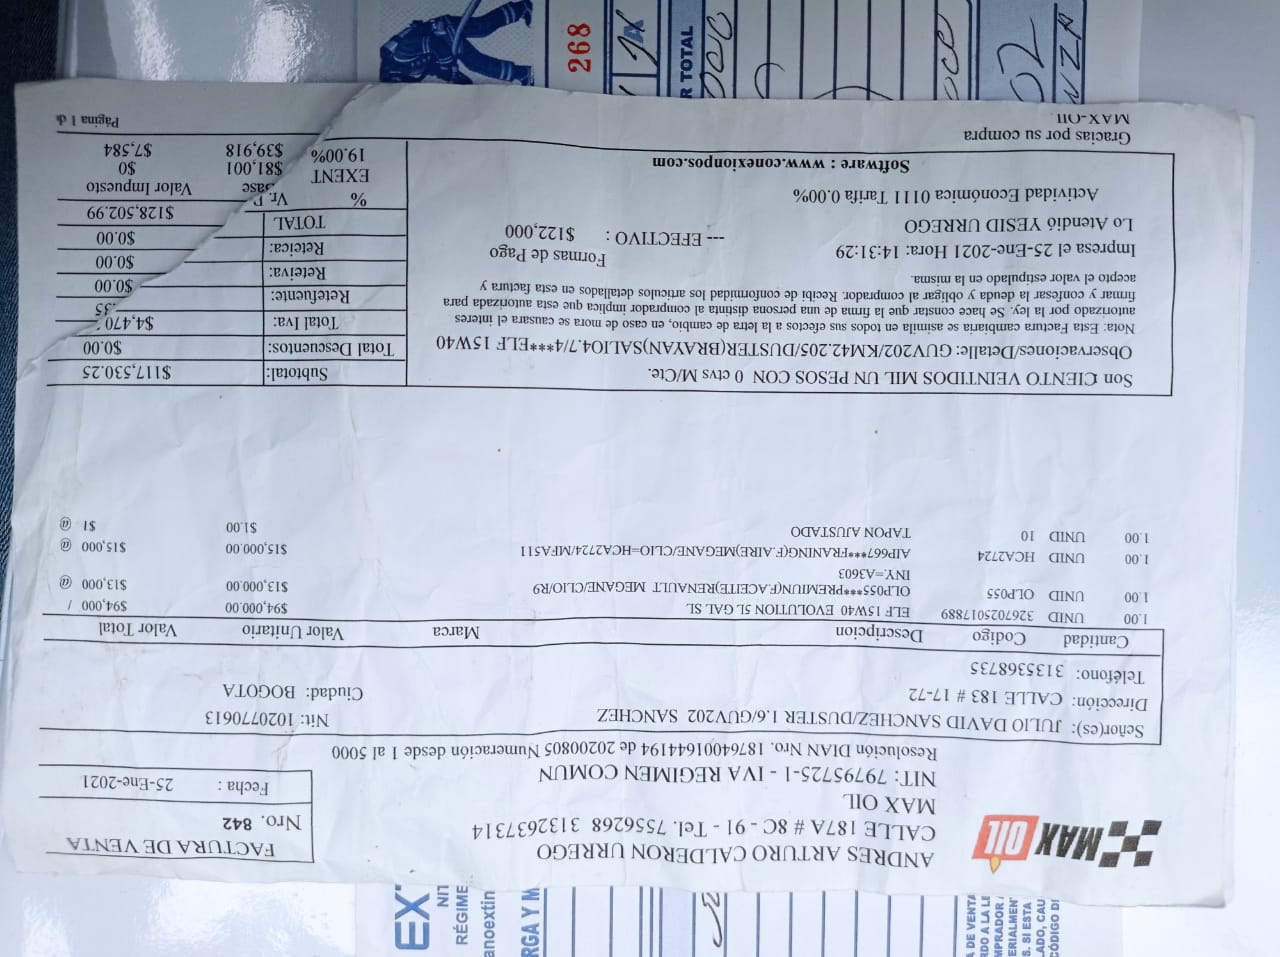 MAX OIL
ANDRES ARTURO CALDERON URREGO
CALLE 187A # 8C - 91 - Tel. 7556268 3132637314
MAX OIL
NIT: 79795725-1 - IVA REGIMEN COMUN
Resolución DIAN Nro. 18764001644194 de 20200805 Numeración desde 1 al 5000
FACTURA DE VENTA
Nro. 842
Fecha : 25-Ene-2021
Señor(es): JULIO DAVID SANCHEZ/DUSTER 1.6/GUV202 SANCHEZ
Nit: 1020770613
Dirección: CALLE 183 # 17-72
Ciudad: BOGOTA
Teléfono: 3135368735
Cantidad Codigo Descripcion Marca Valor Unitario Valor Total
1.00 UNID 3267025017889 ELF 15W40 EVOLUTION 5L GAL SL $94,000.00 $94,000 /
1.00 UNID OLP055 OLP055***PREMIUN(F.ACEITE)RENAULT MEGANE/CLIO/R9 $13,000.00 $13,000 @
INY.=A3603
1.00 UNID HCA2724 AIP667***FRANING(F.AIRE)MEGANE/CLIO=HCA2724/MFA511 $15,000.00 $15,000 @
1.00 UNID 10 TAPON AJUSTADO $1.00 $1 @
Son CIENTO VEINTIDOS MIL UN PESOS CON 0 ctvs M/Cte.
Observaciones/Detalle: GUV202/KM42.205/DUSTER(BRAYAN)SALIO4.7/4***ELF 15W40
Nota: Esta Factura cambiaria se asimila en todos sus efectos a la letra de cambio, en caso de mora se causara el interes
autorizado por la ley. Se hace constar que la firma de una persona distinta al comprador implica que esta autorizada para
firmar y confesar la deuda y obligar al comprador. Recibi de conformidad los articulos detallados en esta factura y
acepto el valor estipulado en la misma.
Impresa el 25-Ene-2021 Hora: 14:31:29
Formas de Pago
Lo Atendió YESID URREGO
--- EFECTIVO : $122,000
Actividad Económica 0111 Tarifa 0.00%
Software : www.conexionpos.com
Subtotal: $117,530.25
Total Descuentos: $0.00
Total Iva: $4,470
Retefuente: $0.00
Reteiva: $0.00
Reteica: $0.00
TOTAL $128,502.99
% Vr. Base Valor Impuesto
EXENT $81,001 $0
19.00% $39,918 $7,584
Gracias por su compra
MAX-OIL
Página 1 d
268
R TOTAL
EX
NIT
RÉGIME
anoextin
RGA Y M